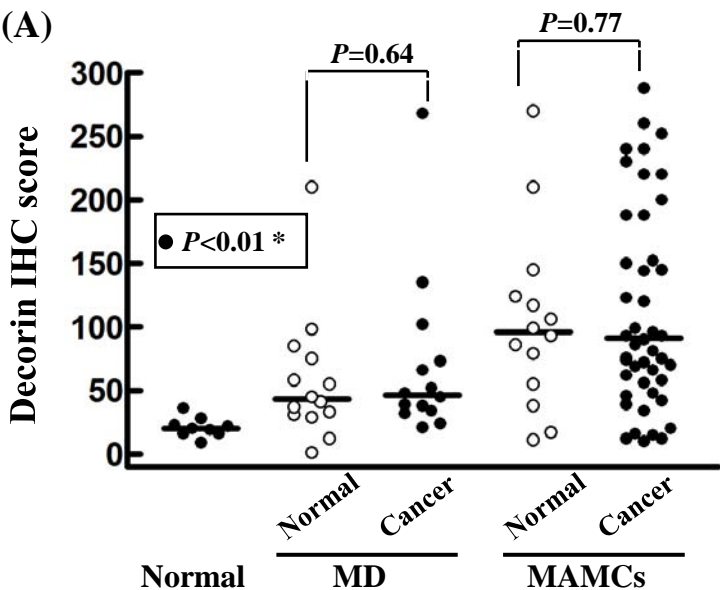 (A)
P=0.64
P=0.77
Decorin IHC score
300
250
200
150
100
50
0
P<0.01 *
Normal
Cancer
Normal
Cancer
Normal
MD
MAMCs